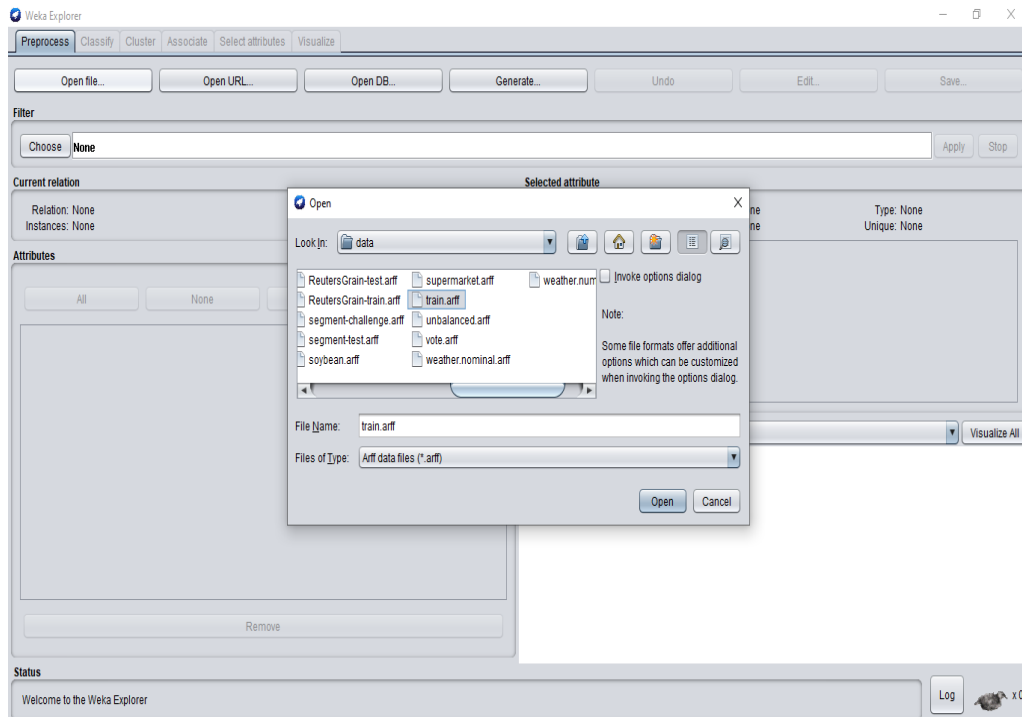 Weka Explorer
Preprocess Classify Cluster Associate Select attributes Visualize
Open file... Open URL... Open DB... Generate... Undo Edit... Save...
Filter
Choose None Apply Stop
Current relation
Relation: None
Instances: None
Selected attribute
ne Type: None
ne Unique: None
Attributes
All None
Remove
Open
Look In: data
ReutersGrain-test.arff supermarket.arff weather.num
ReutersGrain-train.arff train.arff
segment-challenge.arff unbalanced.arff
segment-test.arff vote.arff
soybean.arff weather.nominal.arff
Invoke options dialog
Note:
Some file formats offer additional
options which can be customized
when invoking the options dialog.
File Name: train.arff
Files of Type: Arff data files (*.arff)
Open Cancel
Visualize All
Status
Welcome to the Weka Explorer
Log